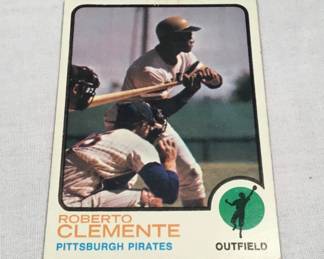 ROBERTO
CLEMENTE
PITTSBURGH PIRATES
OUTFIELD